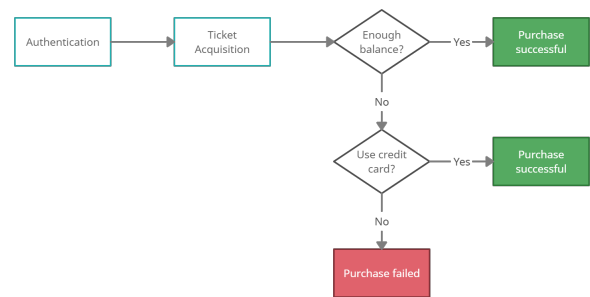 Authentication
Ticket
Acquisition
Enough
balance?
Yes
Purchase
successful
No
Use credit
card?
Yes
Purchase
successful
No
Purchase failed